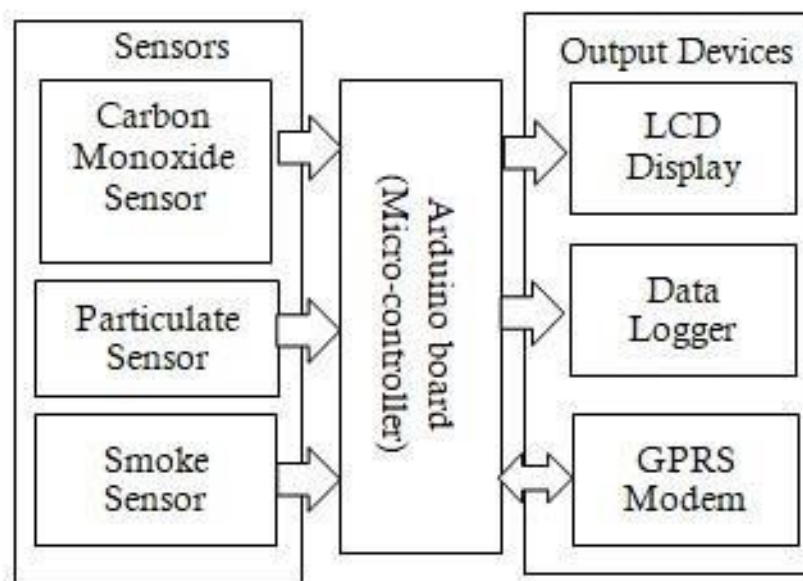 Sensors
Carbon
Monoxide
Sensor
Particulate
Sensor
Smoke
Sensor
Arduino board
(Micro-controller)
Output Devices
LCD
Display
Data
Logger
GPRS
Modem